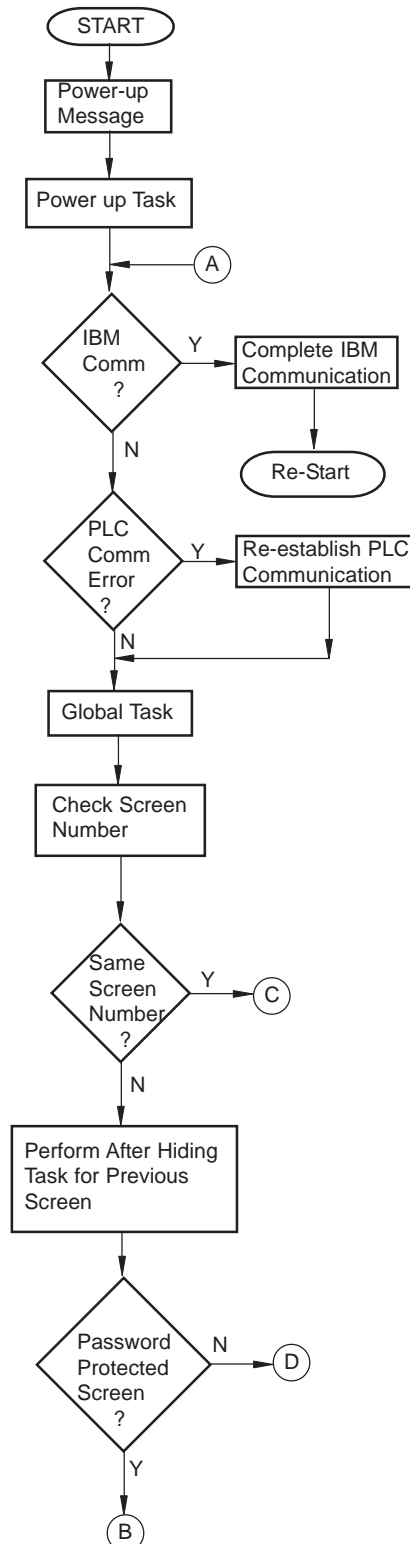 START
Power-up
Message
Power up Task
A
IBM
Comm
?
Y
Complete IBM
Communication
N
Re-Start
PLC
Comm
Error
?
Y
Re-establish PLC
Communication
N
Global Task
Check Screen
Number
Same
Screen
Number
?
Y
C
N
Perform After Hiding
Task for Previous
Screen
Password
Protected
Screen
?
N
D
Y
B